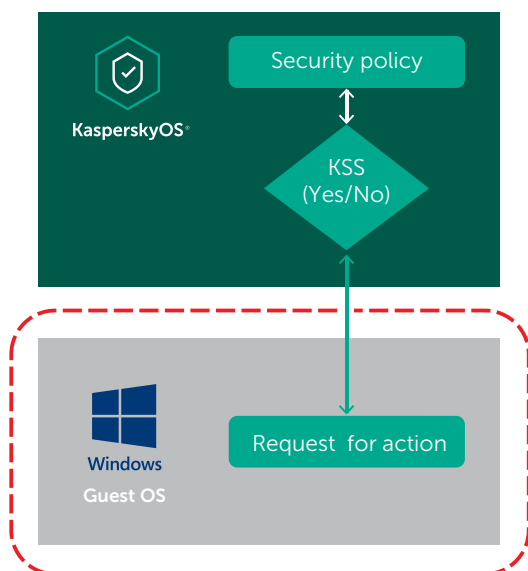 Security policy
KasperskyOS®
KSS
(Yes/No)
Request for action
Windows
Guest OS